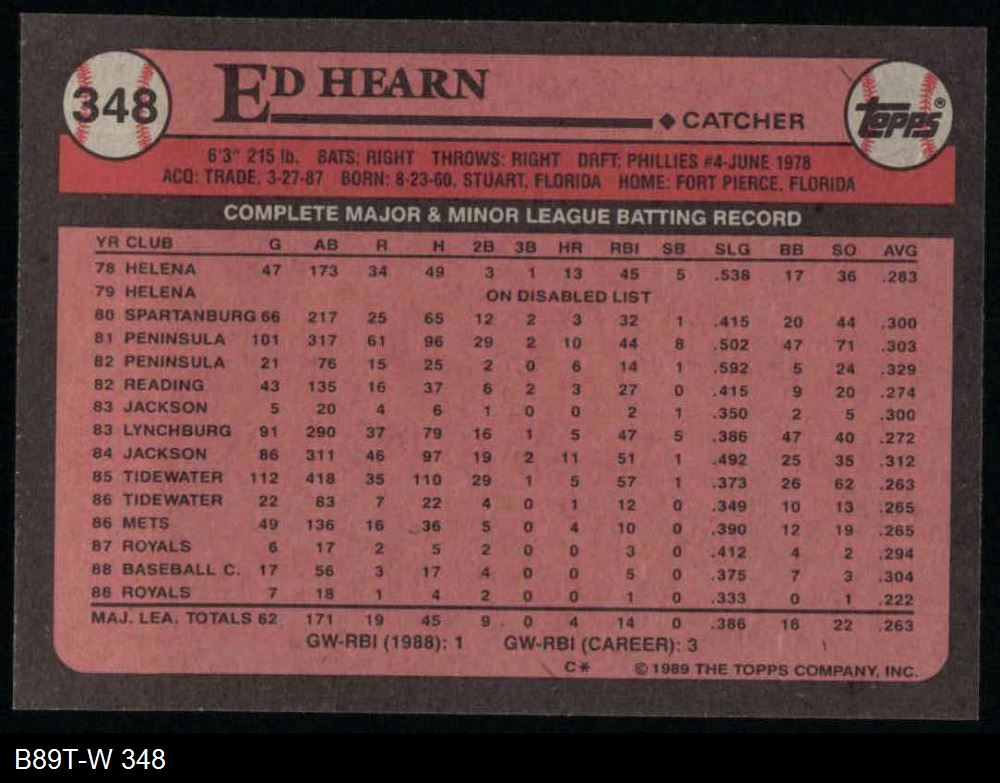 348
ED HEARN
◆ CATCHER
TOPPS®
6'3" 215 lb. BATS: RIGHT THROWS: RIGHT DRFT: PHILLIES #4-JUNE 1978
ACQ: TRADE, 3-27-87 BORN: 8-23-60, STUART, FLORIDA HOME: FORT PIERCE, FLORIDA
COMPLETE MAJOR & MINOR LEAGUE BATTING RECORD
YR CLUB G AB R H 2B 3B HR RBI SB SLG BB SO AVG
78 HELENA 47 173 34 49 3 1 13 45 5 .538 17 36 .283
79 HELENA ON DISABLED LIST
80 SPARTANBURG 66 217 25 65 12 2 3 32 1 .415 20 44 .300
81 PENINSULA 101 317 61 96 29 2 10 44 8 .502 47 71 .303
82 PENINSULA 21 76 15 25 2 0 6 14 1 .592 5 24 .329
82 READING 43 135 16 37 6 2 3 27 0 .415 9 20 .274
83 JACKSON 5 20 4 6 1 0 0 2 1 .350 2 5 .300
83 LYNCHBURG 91 290 37 79 16 1 5 47 5 .386 47 40 .272
84 JACKSON 86 311 46 97 19 2 11 51 1 .492 25 35 .312
85 TIDEWATER 112 418 35 110 29 1 5 57 1 .373 26 62 .263
86 TIDEWATER 22 83 7 22 4 0 1 12 0 .349 10 13 .265
86 METS 49 136 16 36 5 0 4 10 0 .390 12 19 .265
87 ROYALS 6 17 2 5 2 0 0 3 0 .412 4 2 .294
88 BASEBALL C. 17 56 3 17 4 0 0 5 0 .375 7 3 .304
88 ROYALS 7 18 1 4 2 0 0 1 0 .333 0 1 .222
MAJ. LEA. TOTALS 62 171 19 45 9 0 4 14 0 .386 16 22 .263
GW-RBI (1988): 1 GW-RBI (CAREER): 3
C* © 1989 THE TOPPS COMPANY, INC.
B89T-W 348